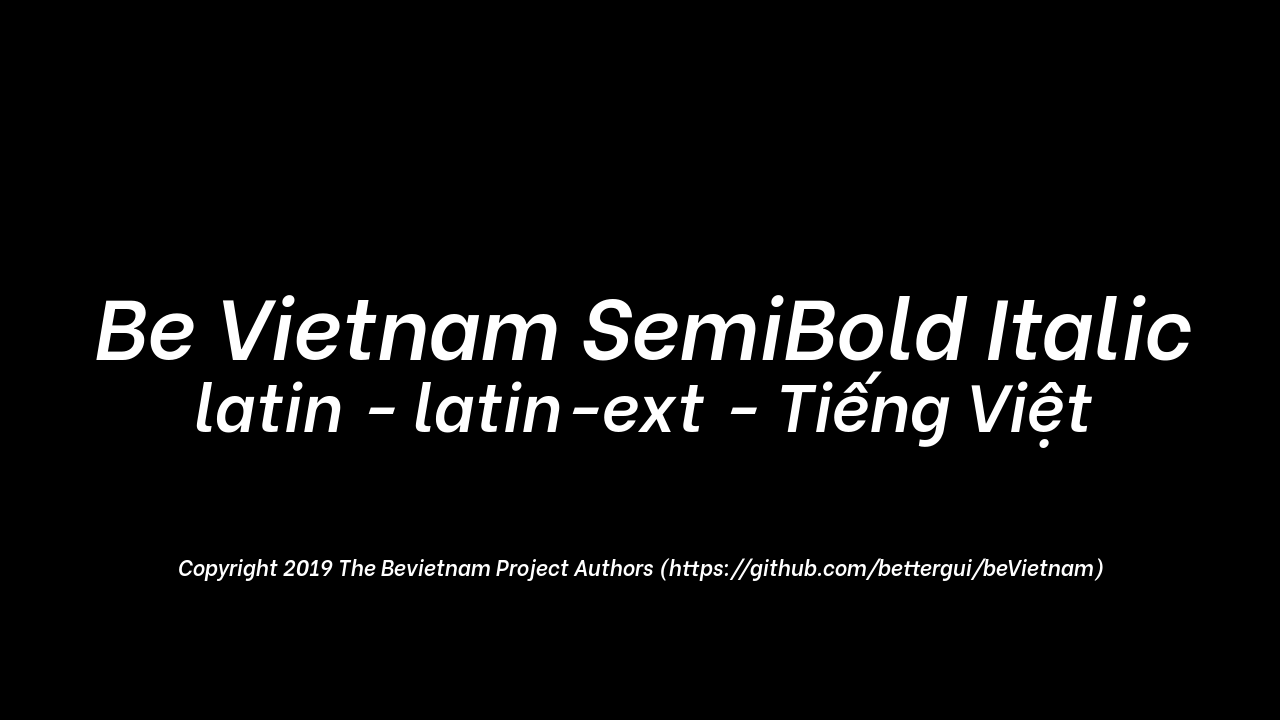 Be Vietnam SemiBold Italic
latin - latin-ext - Tiếng Việt
Copyright 2019 The Bevietnam Project Authors (https://github.com/bettergui/beVietnam)